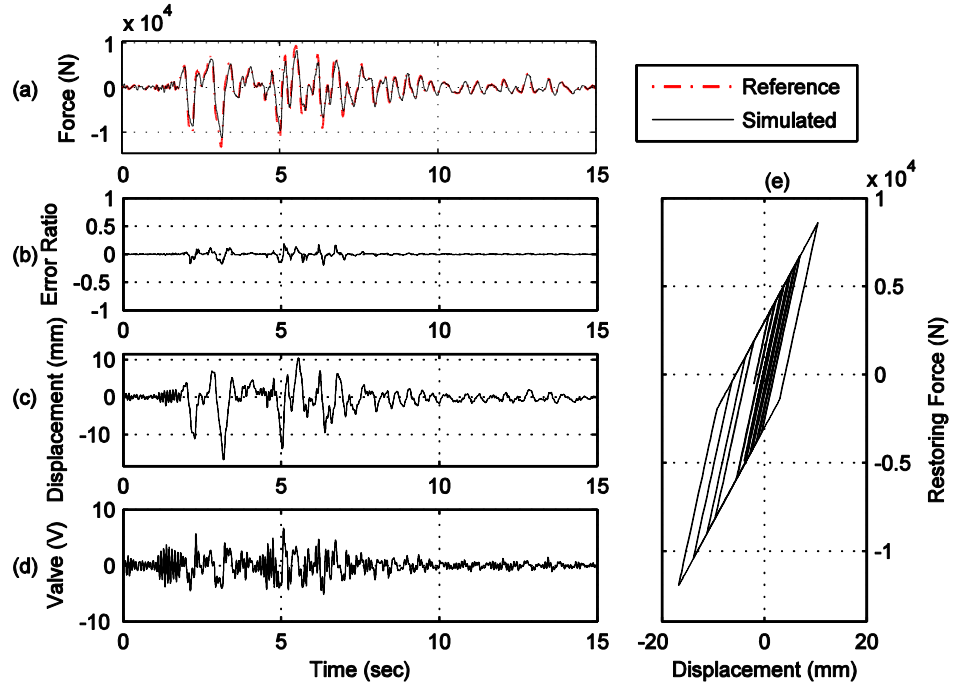 x 10^4
1
0
-1
0 5 10 15
Force (N)
(a)
Reference
Simulated
1
0.5
0
-0.5
-1
0 5 10 15
Error Ratio
(b)
10
0
-10
0 5 10 15
Displacement (mm)
(c)
10
0
-10
0 5 10 15
Valve (V)
(d)
Time (sec)
(e)
x 10^4
1
0.5
0
-0.5
-1
-20 0 20
Restoring Force (N)
Displacement (mm)